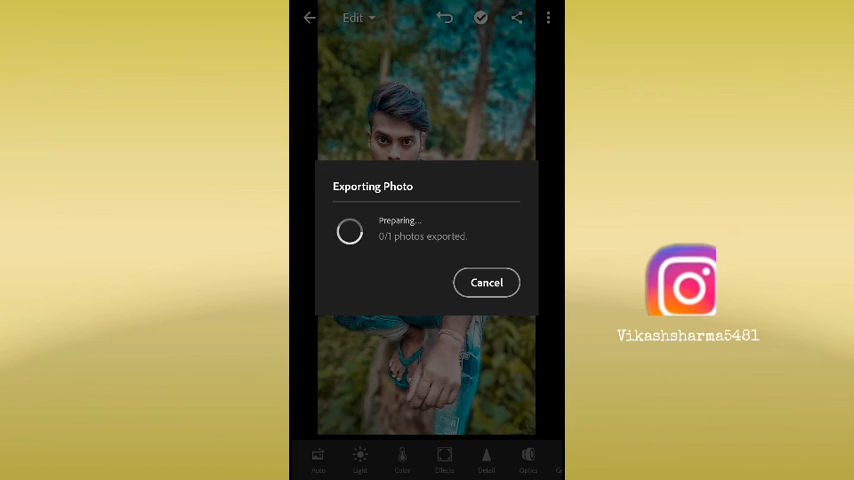 Edit
Exporting Photo
Preparing...
0/1 photos exported.
Cancel
Vikashsharma5481
Auto Light Color Effects Detail Optics